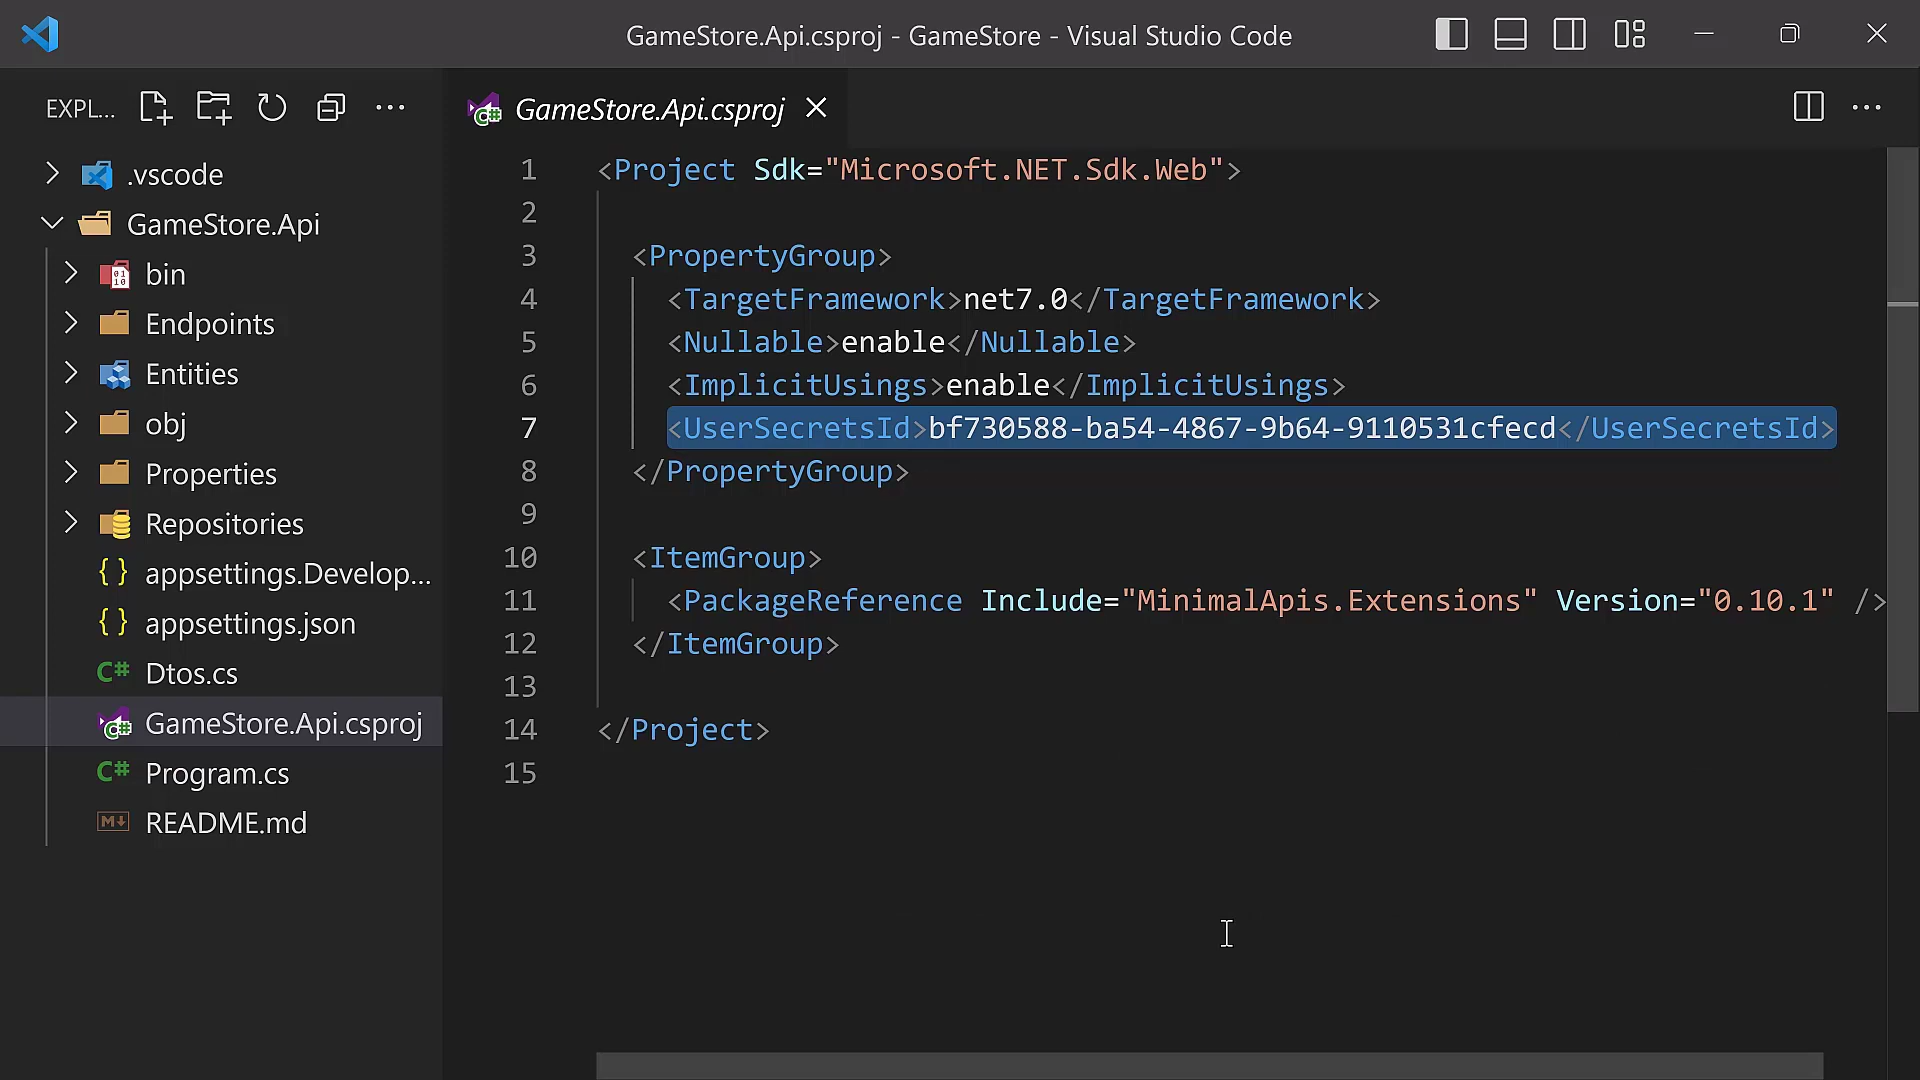 GameStore.Api.csproj - GameStore - Visual Studio Code
EXPL...
GameStore.Api.csproj
.vscode
GameStore.Api
bin
Endpoints
Entities
obj
Properties
Repositories
appsettings.Develop...
appsettings.json
Dtos.cs
GameStore.Api.csproj
Program.cs
README.md
1 <Project Sdk="Microsoft.NET.Sdk.Web">
2
3 <PropertyGroup>
4 <TargetFramework>net7.0</TargetFramework>
5 <Nullable>enable</Nullable>
6 <ImplicitUsings>enable</ImplicitUsings>
7 <UserSecretsId>bf730588-ba54-4867-9b64-9110531cfecd</UserSecretsId>
8 </PropertyGroup>
9
10 <ItemGroup>
11 <PackageReference Include="MinimalApis.Extensions" Version="0.10.1" />
12 </ItemGroup>
13
14 </Project>
15